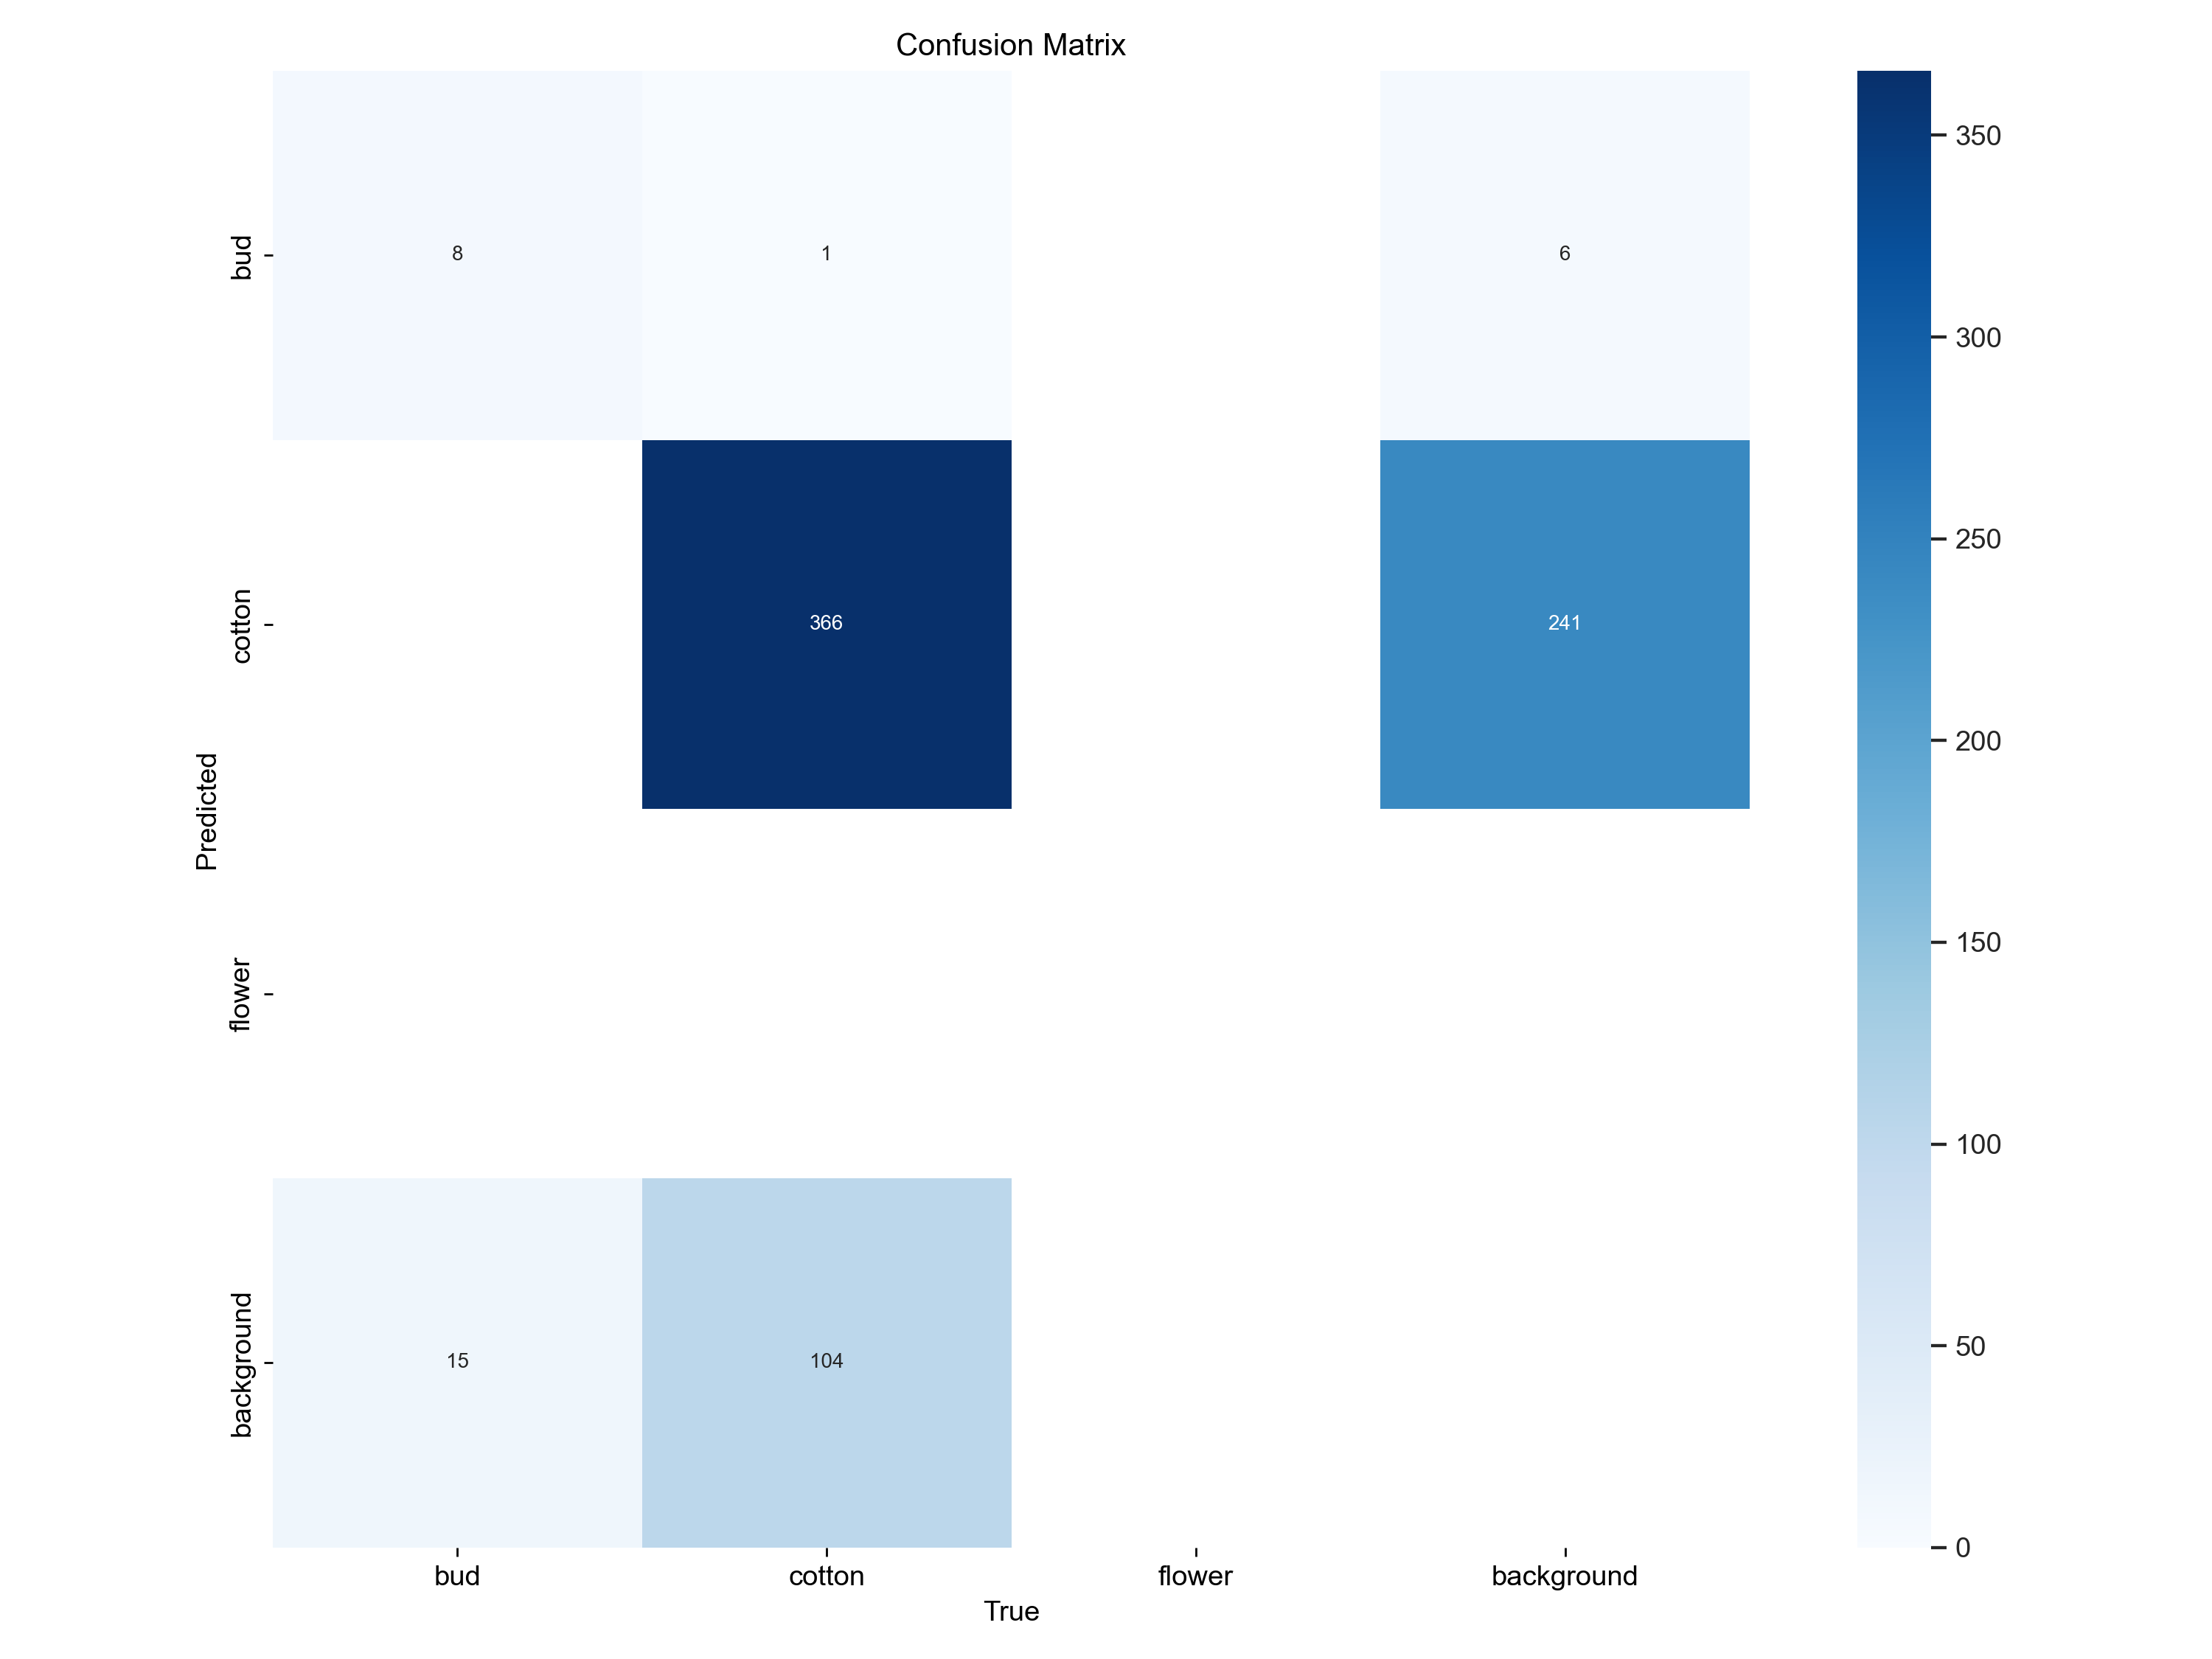 Confusion Matrix
bud
8
1
6
cotton
366
241
flower
background
15
104
Predicted
bud
cotton
flower
background
True
350
300
250
200
150
100
50
0